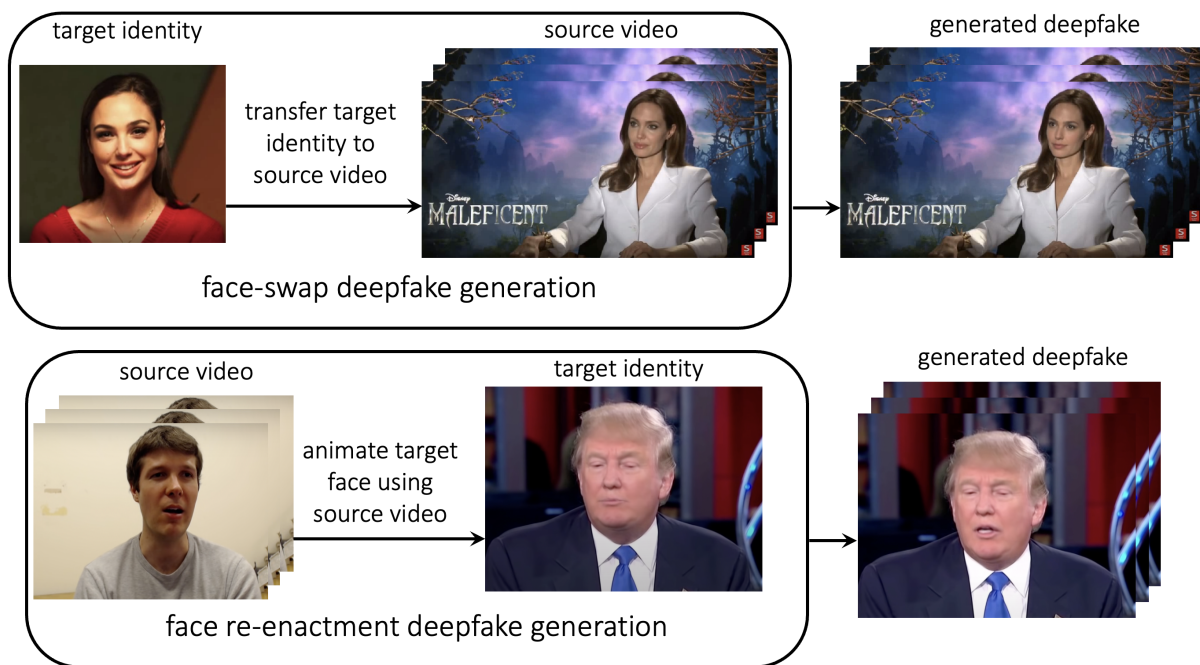 target identity
source video
generated deepfake
transfer target
identity to
source video
Disney
MALEFICENT
S
S
S
Disney
MALEFICENT
S
S
S
face-swap deepfake generation
source video
target identity
generated deepfake
animate target
face using
source video
face re-enactment deepfake generation